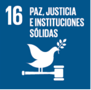 16 PAZ, JUSTICIA
E INSTITUCIONES
SÓLIDAS